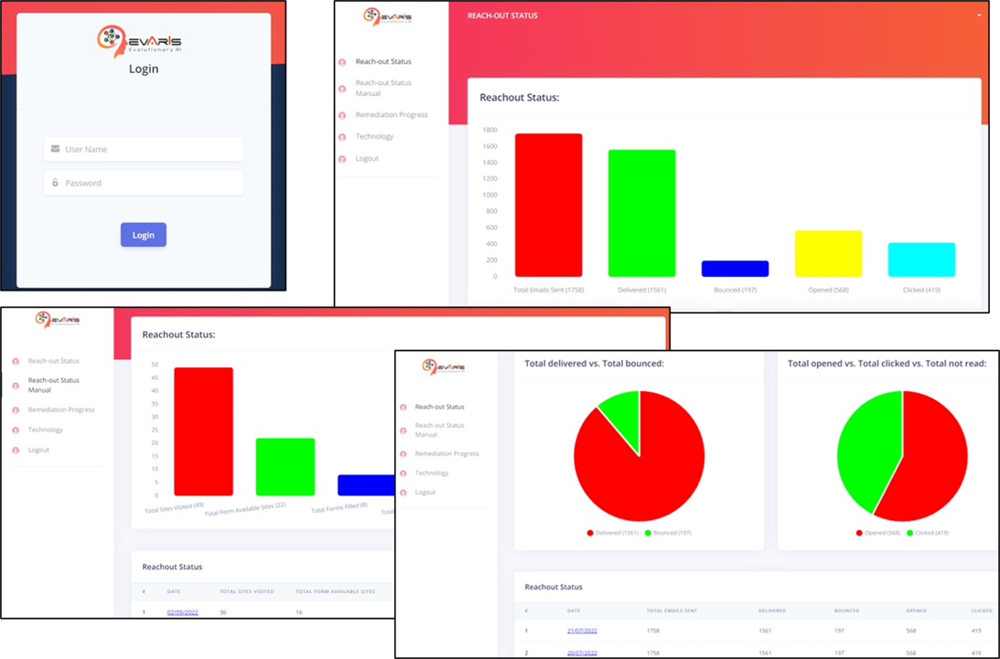 EVARIS
Evolutionary AI
Login
User Name
Password
Login
EVARIS
Evolutionary AI
Reach-out Status
Reach-out Status
Manual
Remediation Progress
Technology
Logout
REACH-OUT STATUS
Reachout Status:
1800
1600
1400
1200
1000
800
600
400
200
0
Total Emails Sent (1758) Delivered (1561) Bounced (197) Opened (568) Clicked (419)
EVARIS
Evolutionary AI
Reach-out Status
Reach-out Status
Manual
Remediation Progress
Technology
Logout
Reachout Status:
50
45
40
35
30
25
20
15
10
5
0
Total Sites Visited (49) Total Form Available Sites (22) Total Forms Filled (8)
Reachout Status
# DATE TOTAL SITES VISITED TOTAL FORM AVAILABLE SITES
1 02/05/2022 36 16
EVARIS
Evolutionary AI
Reach-out Status
Reach-out Status
Manual
Remediation Progress
Technology
Logout
Total delivered vs. Total bounced:
Delivered (1561) Bounced (197)
Total opened vs. Total clicked vs. Total not read:
Opened (568) Clicked (419)
Reachout Status
# DATE TOTAL EMAILS SENT DELIVERED BOUNCED OPENED CLICKED
1 21/07/2022 1758 1561 197 568 419
2 20/07/2022 1758 1561 197 568 419